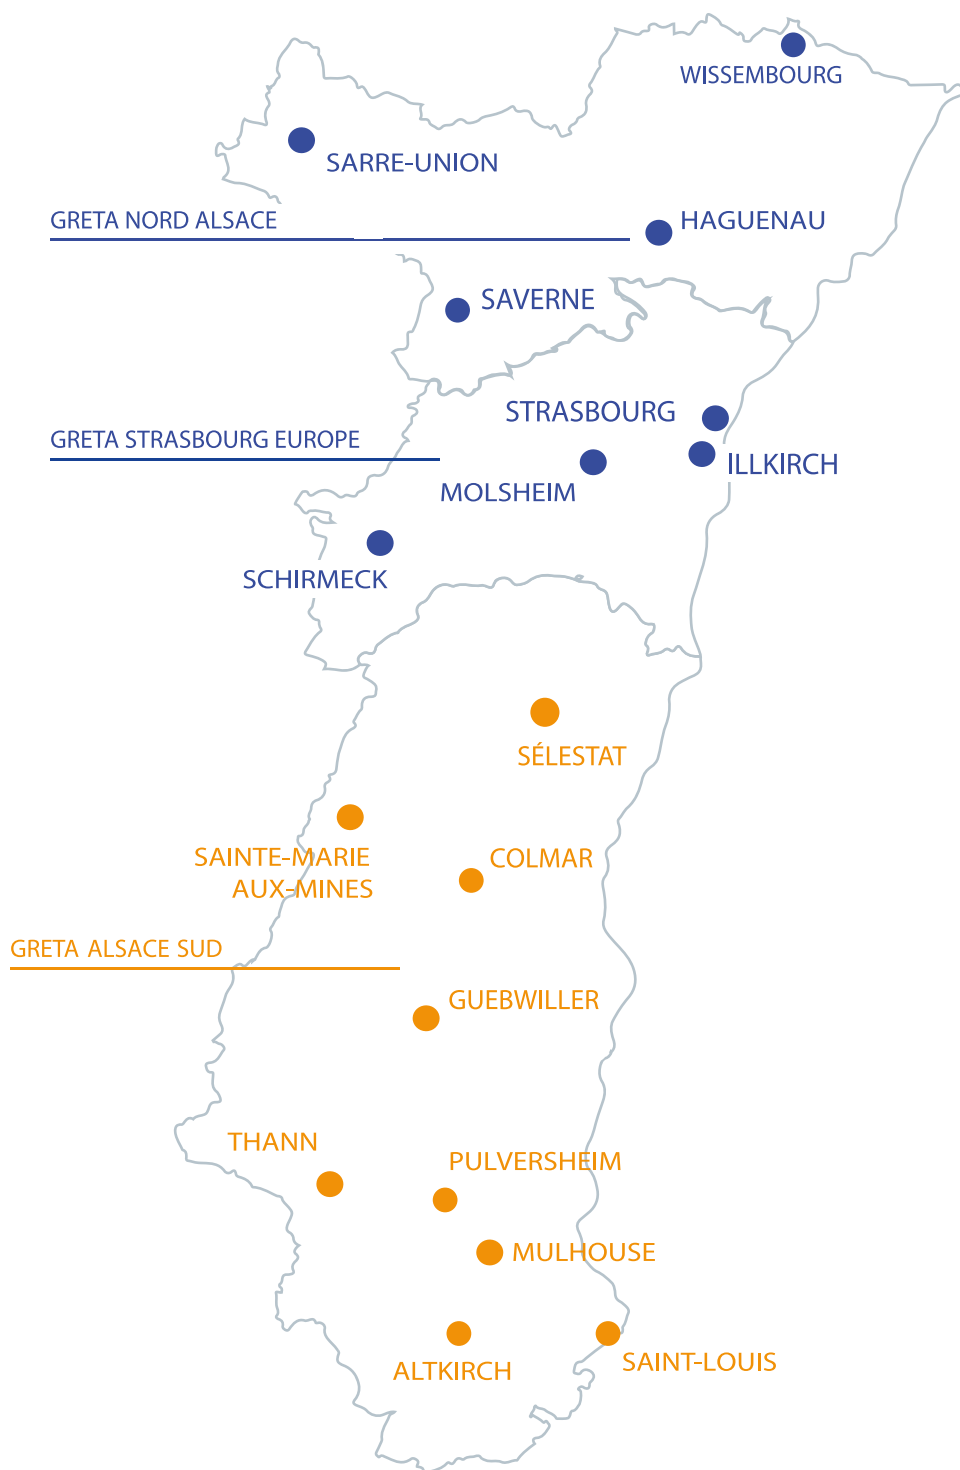 WISSEMBOURG
SARRE-UNION
GRETA NORD ALSACE
HAGUENAU
SAVERNE
STRASBOURG
GRETA STRASBOURG EUROPE
ILLKIRCH
MOLSHEIM
SCHIRMECK
SÉLESTAT
SAINTE-MARIE
AUX-MINES
COLMAR
GRETA ALSACE SUD
GUEBWILLER
THANN
PULVERSHEIM
MULHOUSE
SAINT-LOUIS
ALTKIRCH